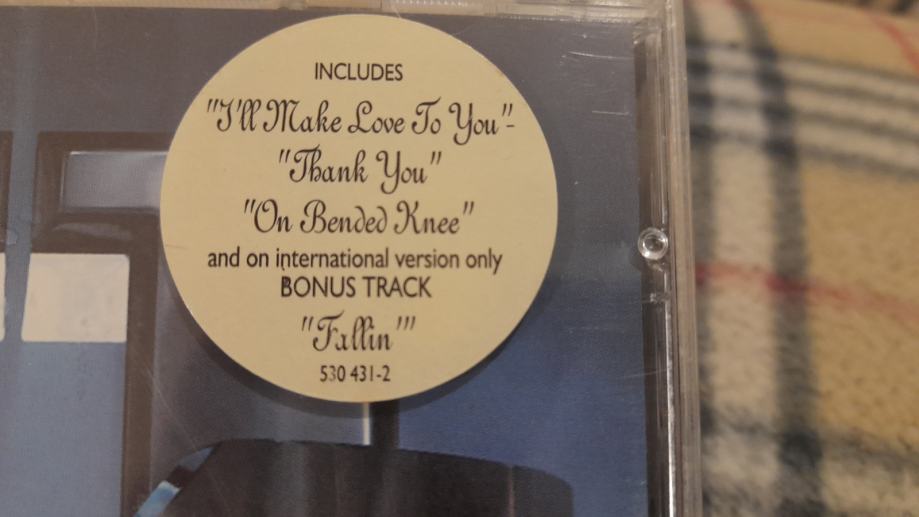 INCLUDES
"I'll Make Love To You"-
"Thank You"
"On Bended Knee"
and on international version only
BONUS TRACK
"Fallin'"
530 431-2